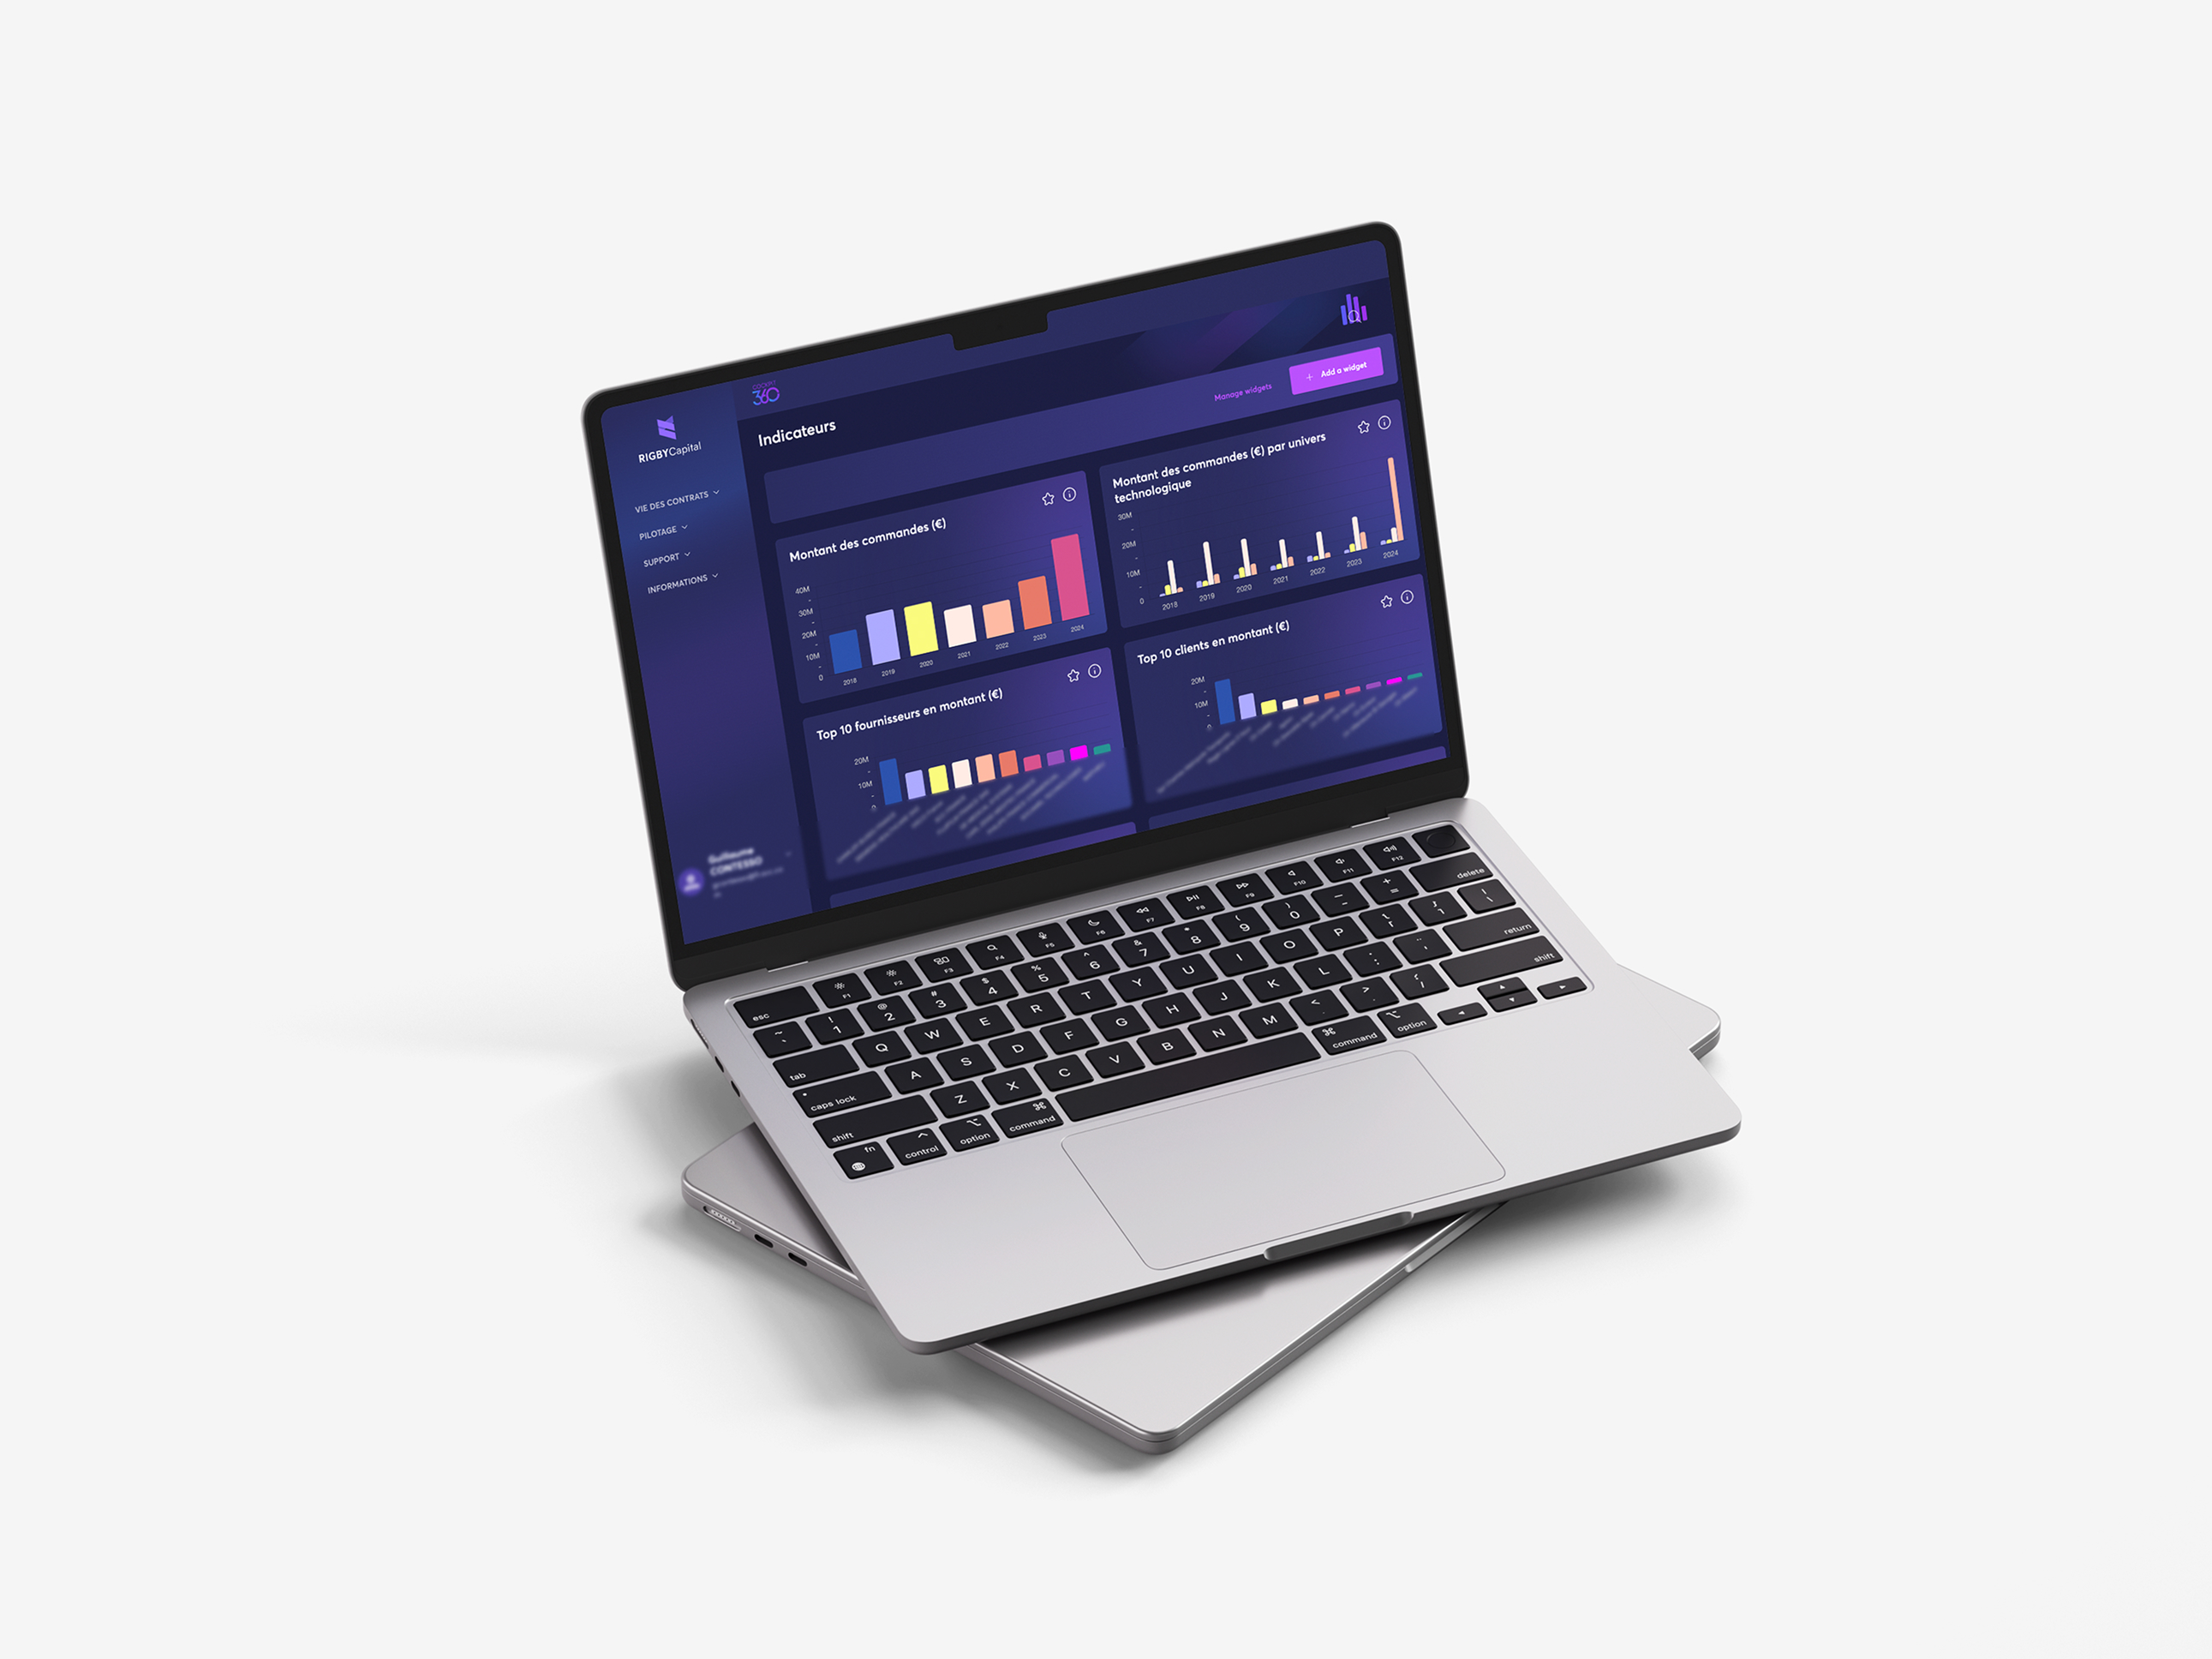 COCKPIT
360
RIGBYCapital
VIE DES CONTRATS
PILOTAGE
SUPPORT
INFORMATIONS
Indicateurs
Manage widgets
+ Add a widget
Montant des commandes (€)
40M
30M
20M
10M
0
2018 2019 2020 2021 2022 2023 2024
Montant des commandes (€) par univers
technologique
30M
20M
10M
0
2018 2019 2020 2021 2022 2023 2024
Top 10 fournisseurs en montant (€)
20M
10M
0
Top 10 clients en montant (€)
20M
10M
0
Guillaume
CONTESSO
esc F1 F2 F3 F4 F5 F6 F7 F8 F9 F10 F11 F12
~ ` ! 1 @ 2 # 3 $ 4 % 5 ^ 6 & 7 * 8 ( 9 ) 0 — - + = delete
tab Q W E R T Y U I O P
caps lock A S D F G H J K L return
shift Z X C V B N M < > shift
fn control option command command option